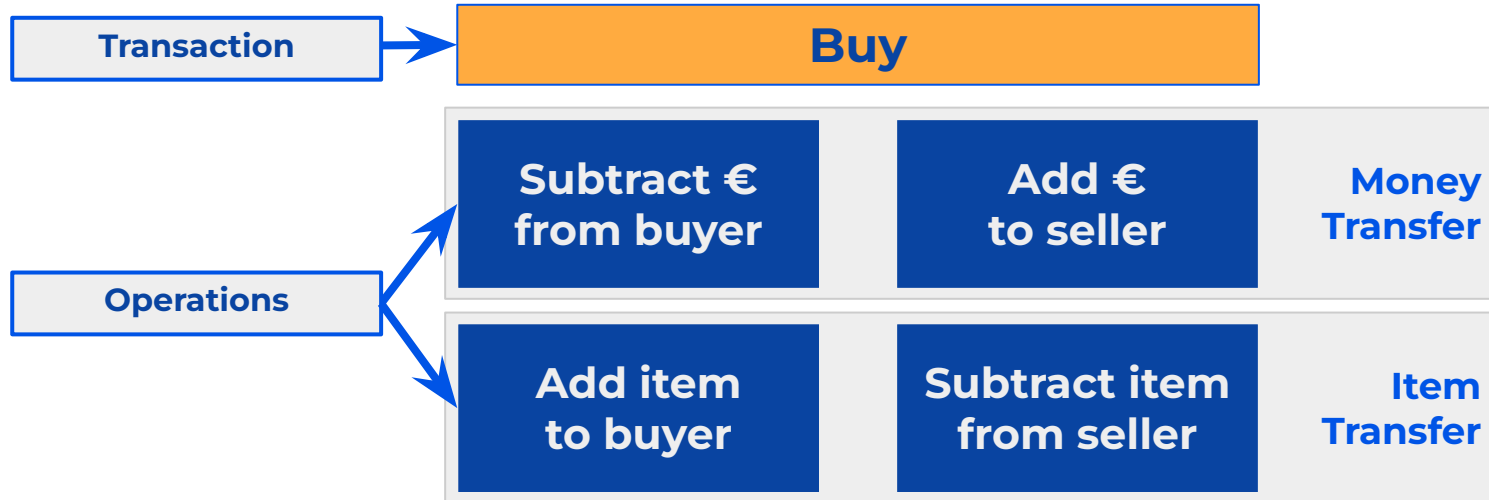 Transaction
Buy
Subtract €
from buyer
Add €
to seller
Money
Transfer
Operations
Add item
to buyer
Subtract item
from seller
Item
Transfer